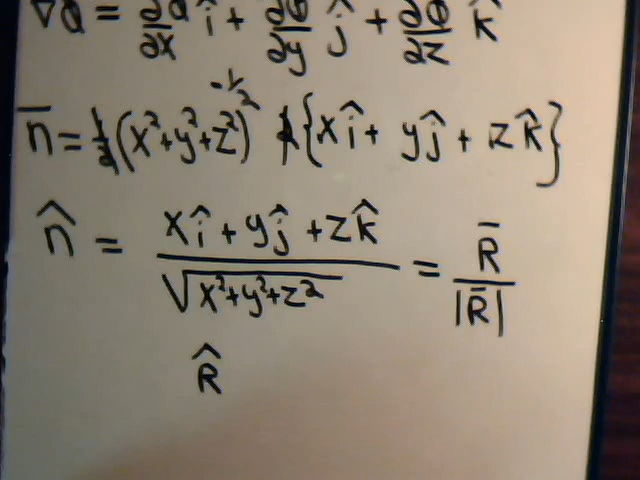 ∇θ = ∂θ/∂x î + ∂θ/∂y ĵ + ∂θ/∂z k̂
n̄ = ½(x²+y²+z²)^(-1/2) 2{xî + yĵ + zk̂}
n̂ = (xî + yĵ + zk̂)/√(x²+y²+z²) = R̄/|R̄|
R̂